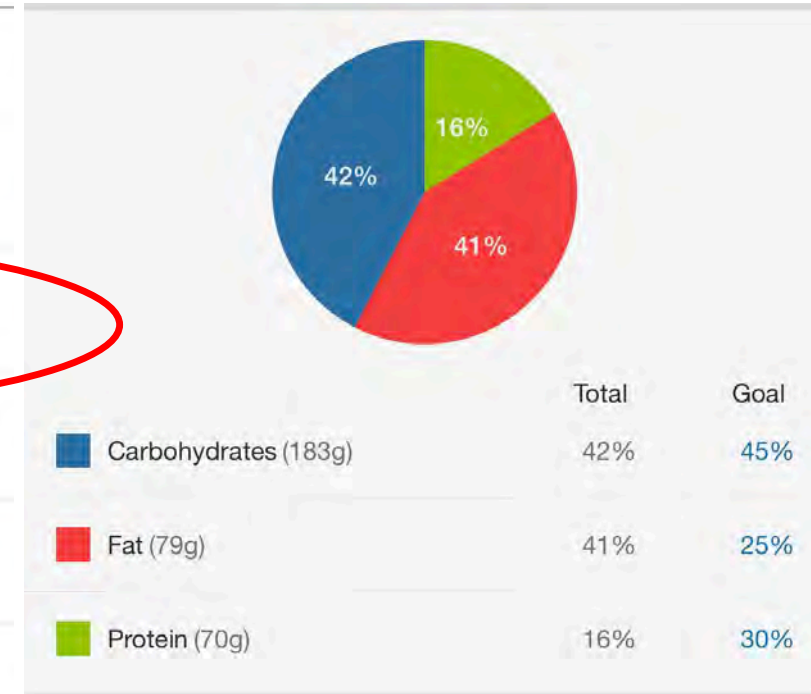 16%
42%
41%
Total Goal
Carbohydrates (183g) 42% 45%
Fat (79g) 41% 25%
Protein (70g) 16% 30%